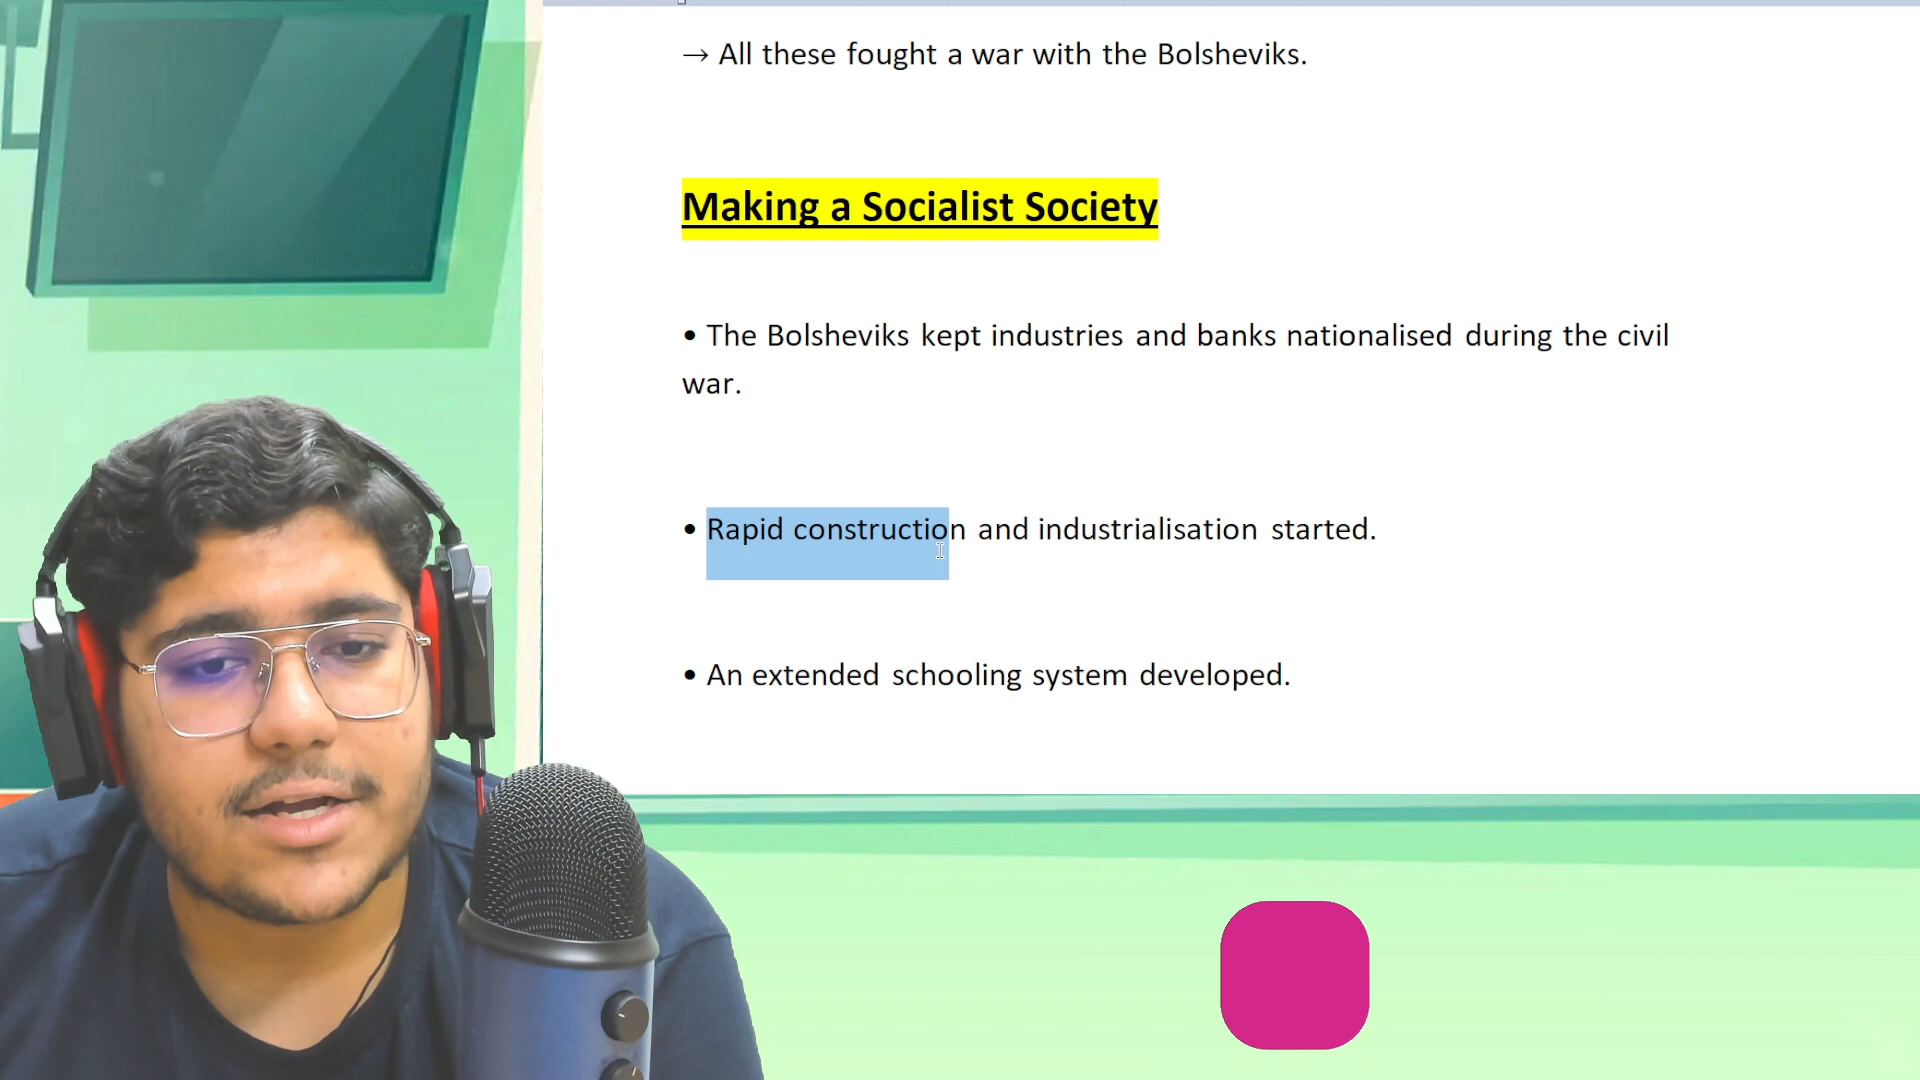 → All these fought a war with the Bolsheviks.
Making a Socialist Society
• The Bolsheviks kept industries and banks nationalised during the civil
war.
• Rapid construction and industrialisation started.
• An extended schooling system developed.